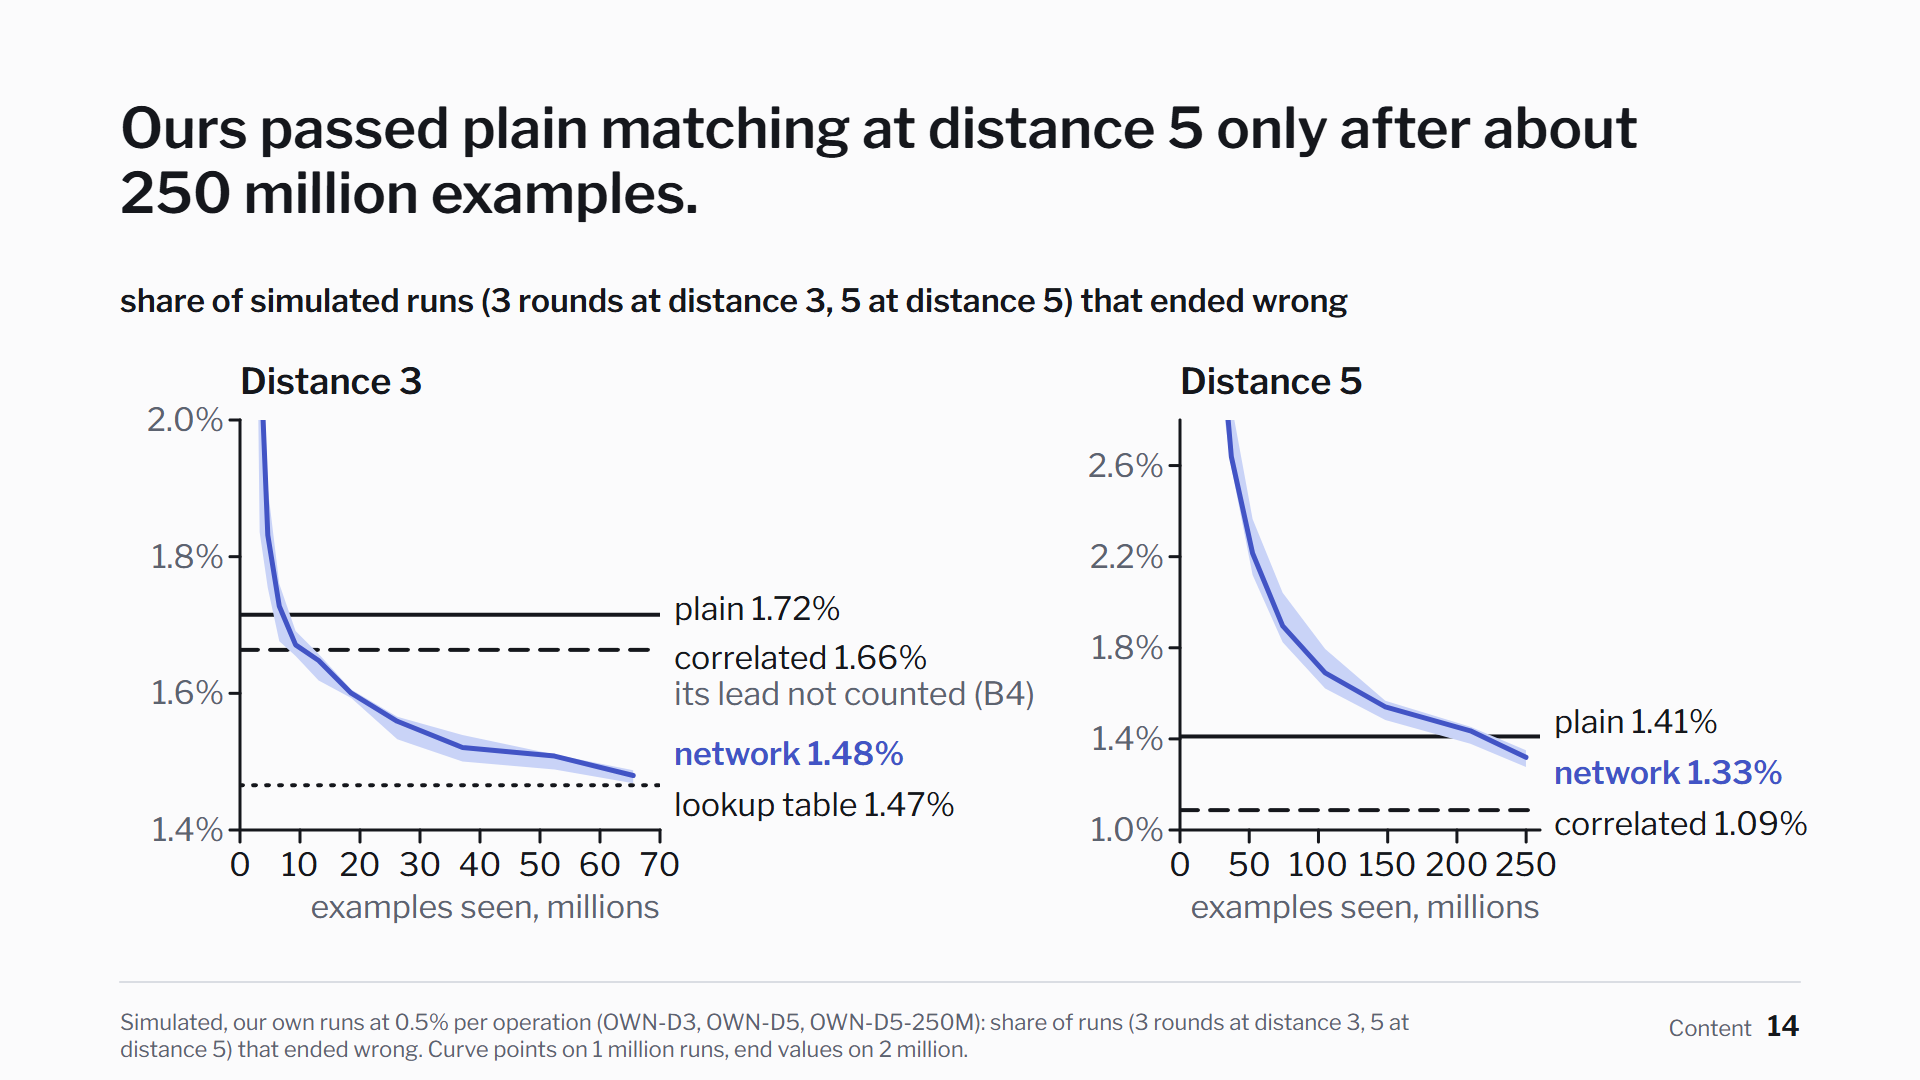 Ours passed plain matching at distance 5 only after about
250 million examples.
share of simulated runs (3 rounds at distance 3, 5 at distance 5) that ended wrong
Distance 3
2.0%
1.8%
1.6%
1.4%
0 10 20 30 40 50 60 70
examples seen, millions
plain 1.72%
correlated 1.66%
its lead not counted (B4)
network 1.48%
lookup table 1.47%
Distance 5
2.6%
2.2%
1.8%
1.4%
1.0%
0 50 100 150 200 250
examples seen, millions
plain 1.41%
network 1.33%
correlated 1.09%
Simulated, our own runs at 0.5% per operation (OWN-D3, OWN-D5, OWN-D5-250M): share of runs (3 rounds at distance 3, 5 at
distance 5) that ended wrong. Curve points on 1 million runs, end values on 2 million.
Content 14